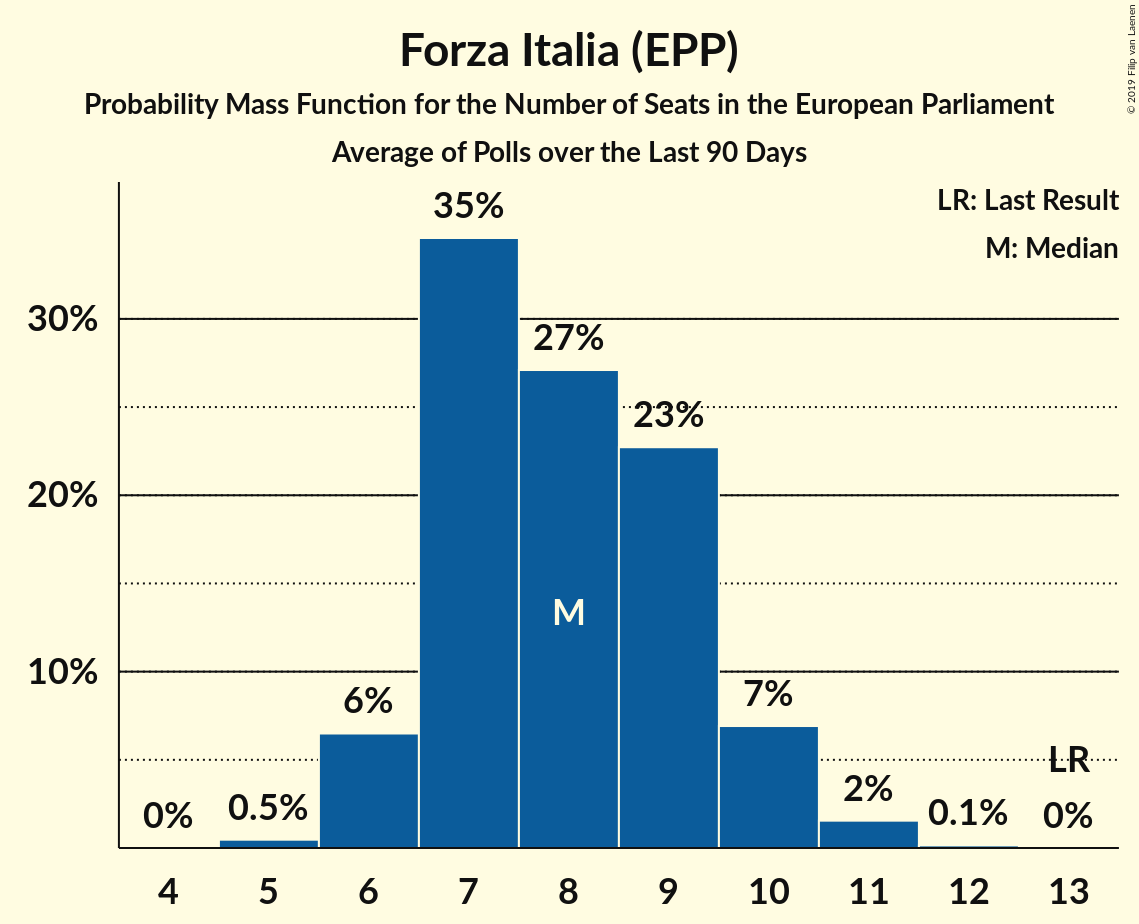 Forza Italia (EPP)
Probability Mass Function for the Number of Seats in the European Parliament
Average of Polls over the Last 90 Days
© 2019 Filip van Laenen
LR: Last Result
M: Median
35%
30%
27%
23%
20%
M
10%
7%
6%
LR
2%
0%
0.5%
0.1%
0%
4 5 6 7 8 9 10 11 12 13